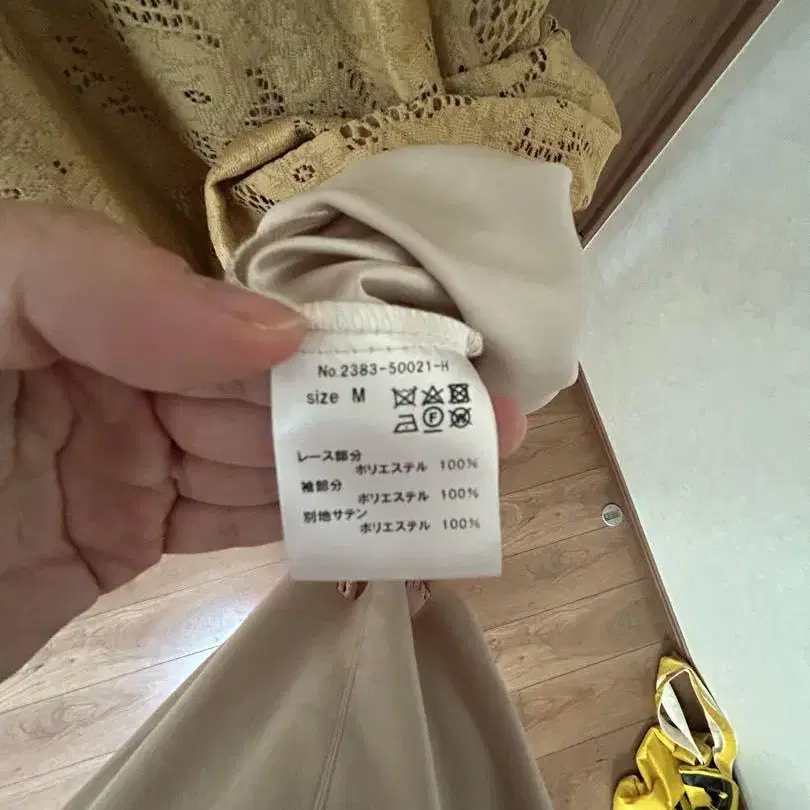 No.2383-50021-H
size M
F W
レース部分
ポリエステル 100%
袖部分
ポリエステル 100%
別地サテン
ポリエステル 100%